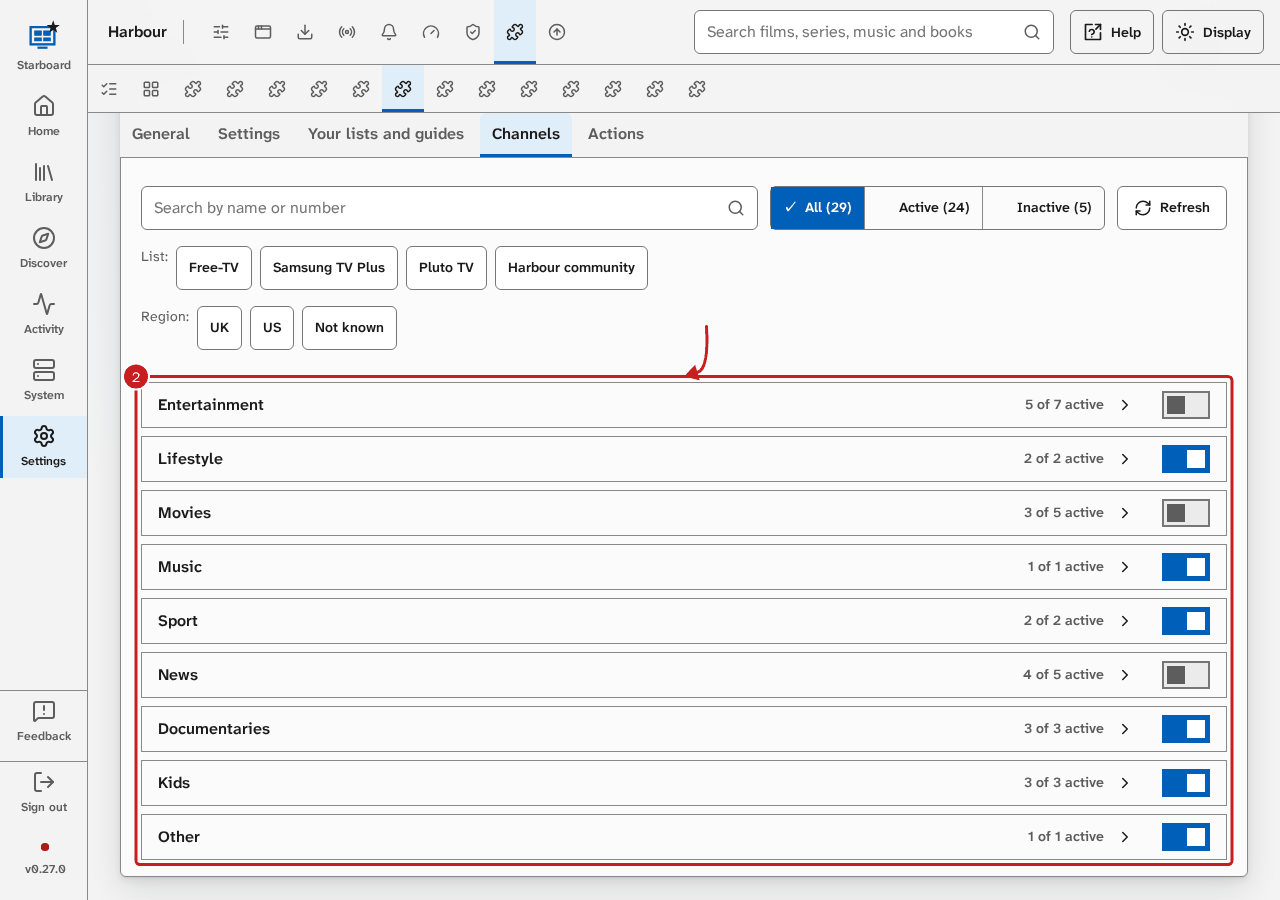 Starboard
Home
Library
Discover
Activity
System
Settings
Feedback
Sign out
v0.27.0
Harbour
Search films, series, music and books
Help
Display
General
Settings
Your lists and guides
Channels
Actions
Search by name or number
✓ All (29)
Active (24)
Inactive (5)
Refresh
List:
Free-TV
Samsung TV Plus
Pluto TV
Harbour community
Region:
UK
US
Not known
2
Entertainment
5 of 7 active
Lifestyle
2 of 2 active
Movies
3 of 5 active
Music
1 of 1 active
Sport
2 of 2 active
News
4 of 5 active
Documentaries
3 of 3 active
Kids
3 of 3 active
Other
1 of 1 active